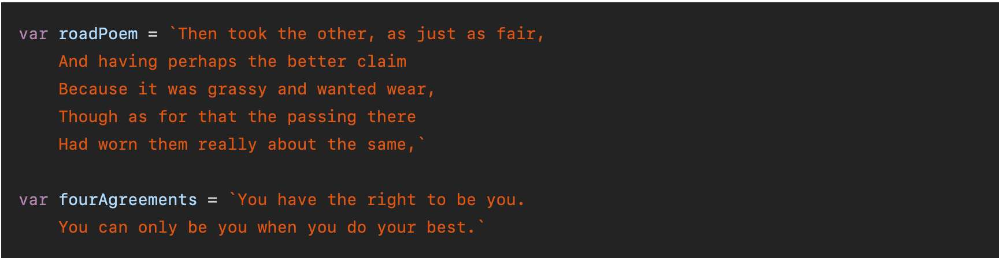 var roadPoem = `Then took the other, as just as fair,
    And having perhaps the better claim
    Because it was grassy and wanted wear,
    Though as for that the passing there
    Had worn them really about the same,`

var fourAgreements = `You have the right to be you.
    You can only be you when you do your best.`